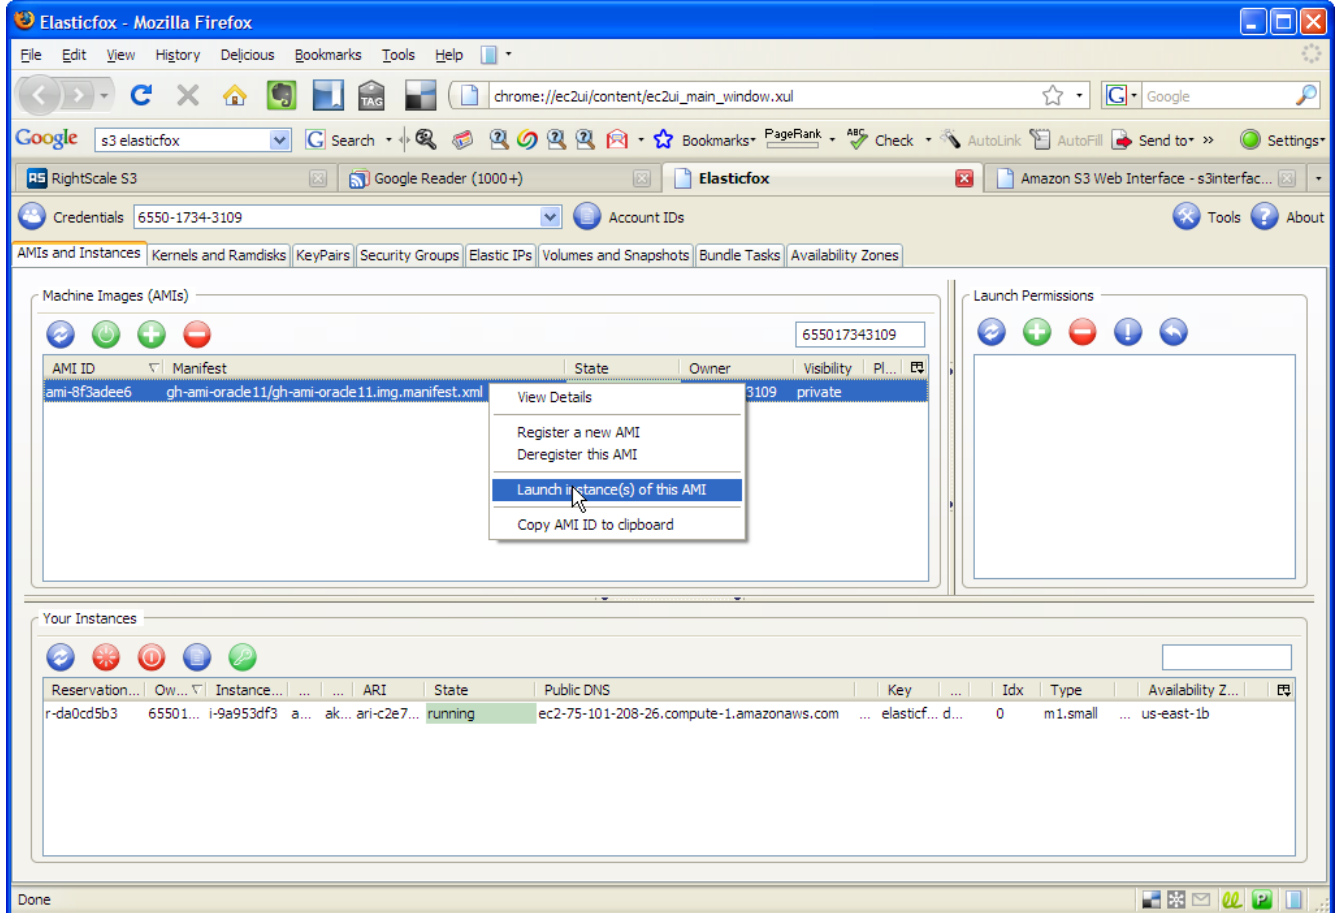 Elasticfox - Mozilla Firefox
File Edit View History Delicious Bookmarks Tools Help
TAG chrome://ec2ui/content/ec2ui_main_window.xul G Google
Google s3 elasticfox G Search Bookmarks PageRank ABC Check AutoLink AutoFill Send to >> Settings
RS RightScale S3 Google Reader (1000+) Elasticfox Amazon S3 Web Interface - s3interfac...
Credentials 6550-1734-3109 Account IDs Tools About
AMIs and Instances Kernels and Ramdisks KeyPairs Security Groups Elastic IPs Volumes and Snapshots Bundle Tasks Availability Zones
Machine Images (AMIs) Launch Permissions
655017343109
AMI ID Manifest State Owner Visibility Pl...
ami-8f3adee6 gh-ami-oracle11/gh-ami-oracle11.img.manifest.xml 3109 private
View Details
Register a new AMI
Deregister this AMI
Launch instance(s) of this AMI
Copy AMI ID to clipboard
Your Instances
Reservation... Ow... Instance... ... ... ARI State Public DNS Key ... Idx Type Availability Z...
r-da0cd5b3 65501... i-9a953df3 a... ak... ari-c2e7... running ec2-75-101-208-26.compute-1.amazonaws.com ... elasticf... d... 0 m1.small ... us-east-1b
Done